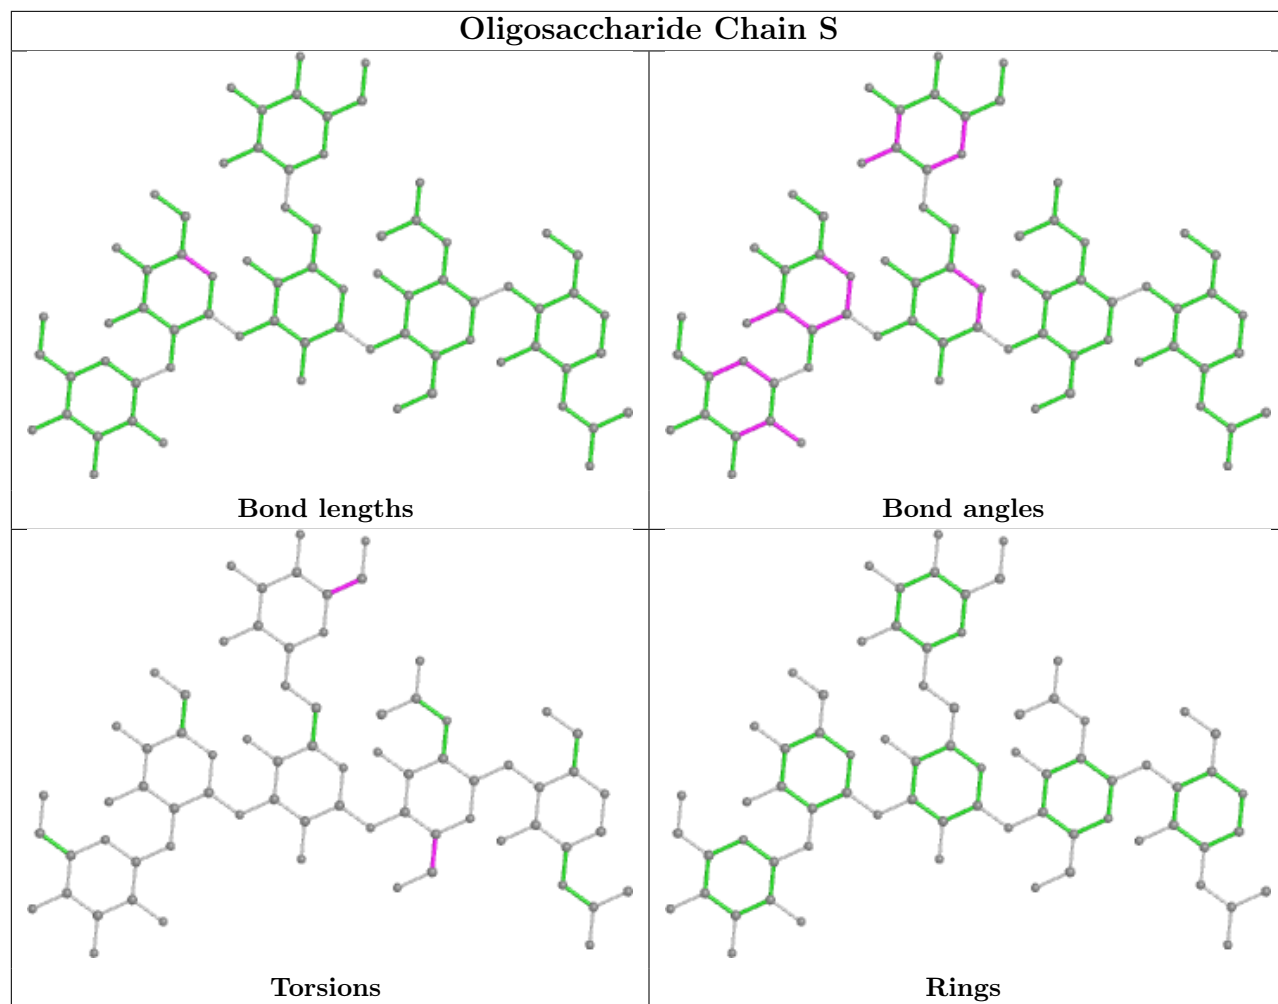 Oligosaccharide Chain S
Bond lengths
Bond angles
Torsions
Rings